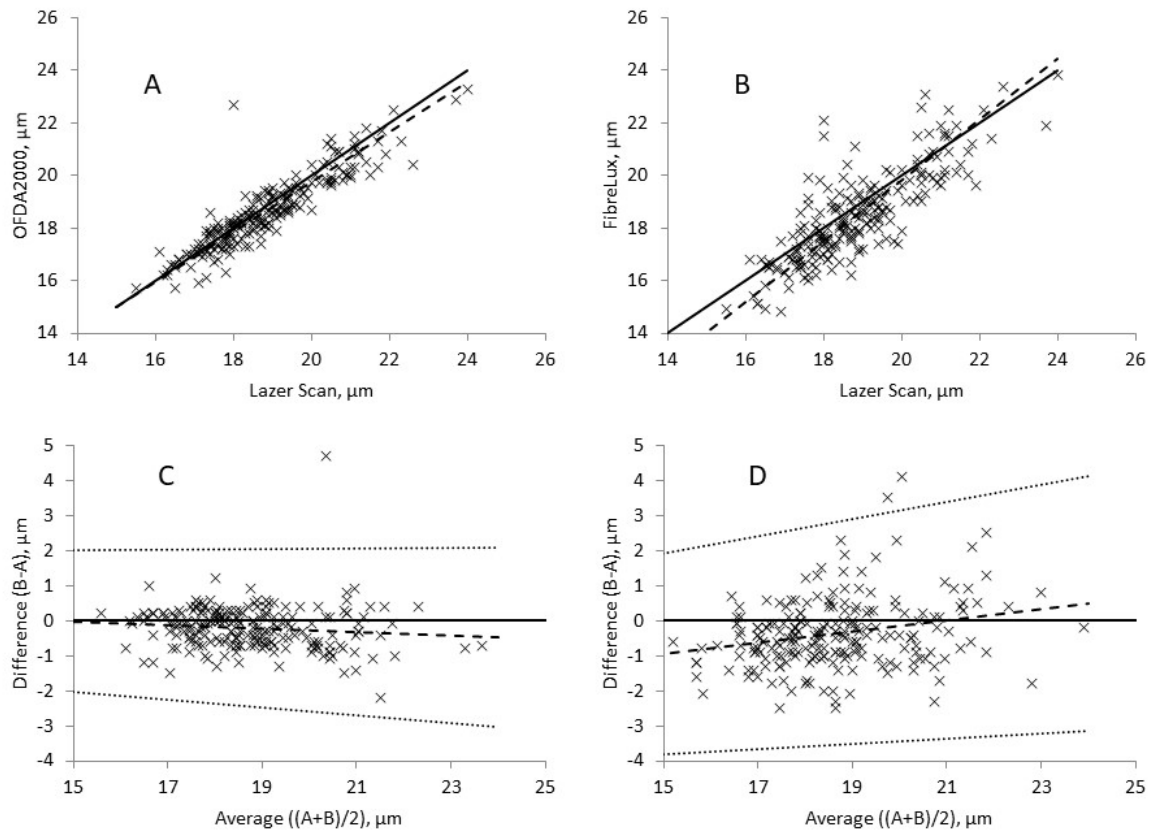 A
26
24
22
20
18
16
14
OFDA2000, µm
14 16 18 20 22 24 26
Lazer Scan, µm
B
26
24
22
20
18
16
14
FibreLux, µm
14 16 18 20 22 24 26
Lazer Scan, µm
C
5
4
3
2
1
0
-1
-2
-3
-4
Difference (B-A), µm
15 17 19 21 23 25
Average ((A+B)/2), µm
D
5
4
3
2
1
0
-1
-2
-3
-4
Difference (B-A), µm
15 17 19 21 23 25
Average ((A+B)/2), µm